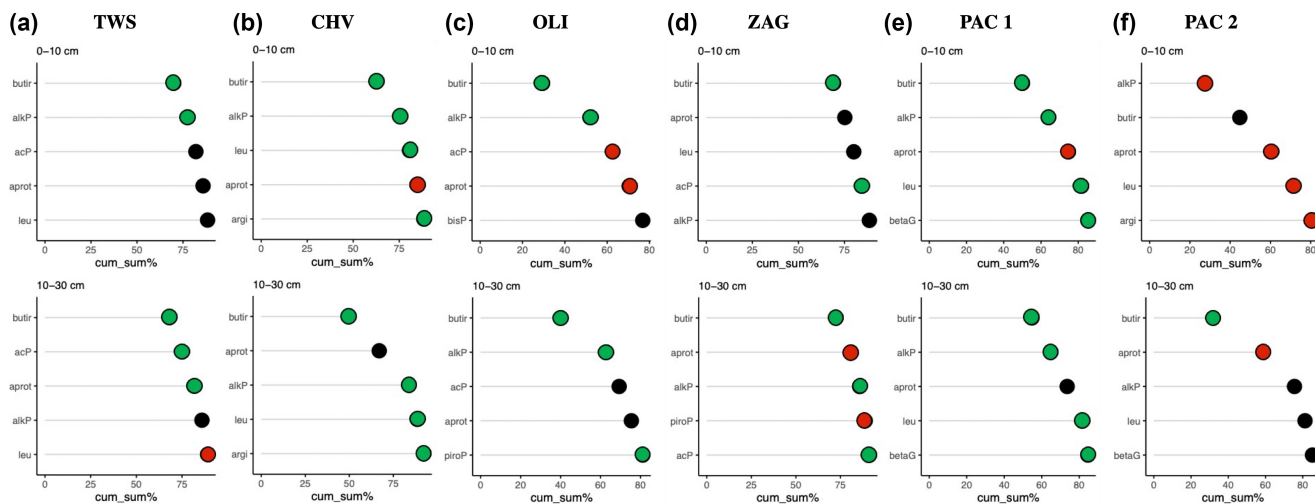 (a) TWS
0–10 cm
butir
alkP
acP
aprot
leu
0 25 50 75
cum_sum%
10–30 cm
butir
acP
aprot
alkP
leu
0 25 50 75
cum_sum%
(b) CHV
0–10 cm
butir
alkP
leu
aprot
argi
0 25 50 75
cum_sum%
10–30 cm
butir
aprot
alkP
leu
argi
0 25 50 75
cum_sum%
(c) OLI
0–10 cm
butir
alkP
acP
aprot
bisP
0 20 40 60 80
cum_sum%
10–30 cm
butir
alkP
acP
aprot
piroP
0 20 40 60 80
cum_sum%
(d) ZAG
0–10 cm
butir
aprot
leu
acP
alkP
0 25 50 75
cum_sum%
10–30 cm
butir
aprot
alkP
piroP
acP
0 25 50 75
cum_sum%
(e) PAC 1
0–10 cm
butir
alkP
aprot
leu
betaG
0 20 40 60 80
cum_sum%
10–30 cm
butir
alkP
aprot
leu
betaG
0 20 40 60 80
cum_sum%
(f) PAC 2
0–10 cm
alkP
butir
aprot
leu
argi
0 20 40 60 80
cum_sum%
10–30 cm
butir
aprot
alkP
leu
betaG
0 20 40 60 80
cum_sum%